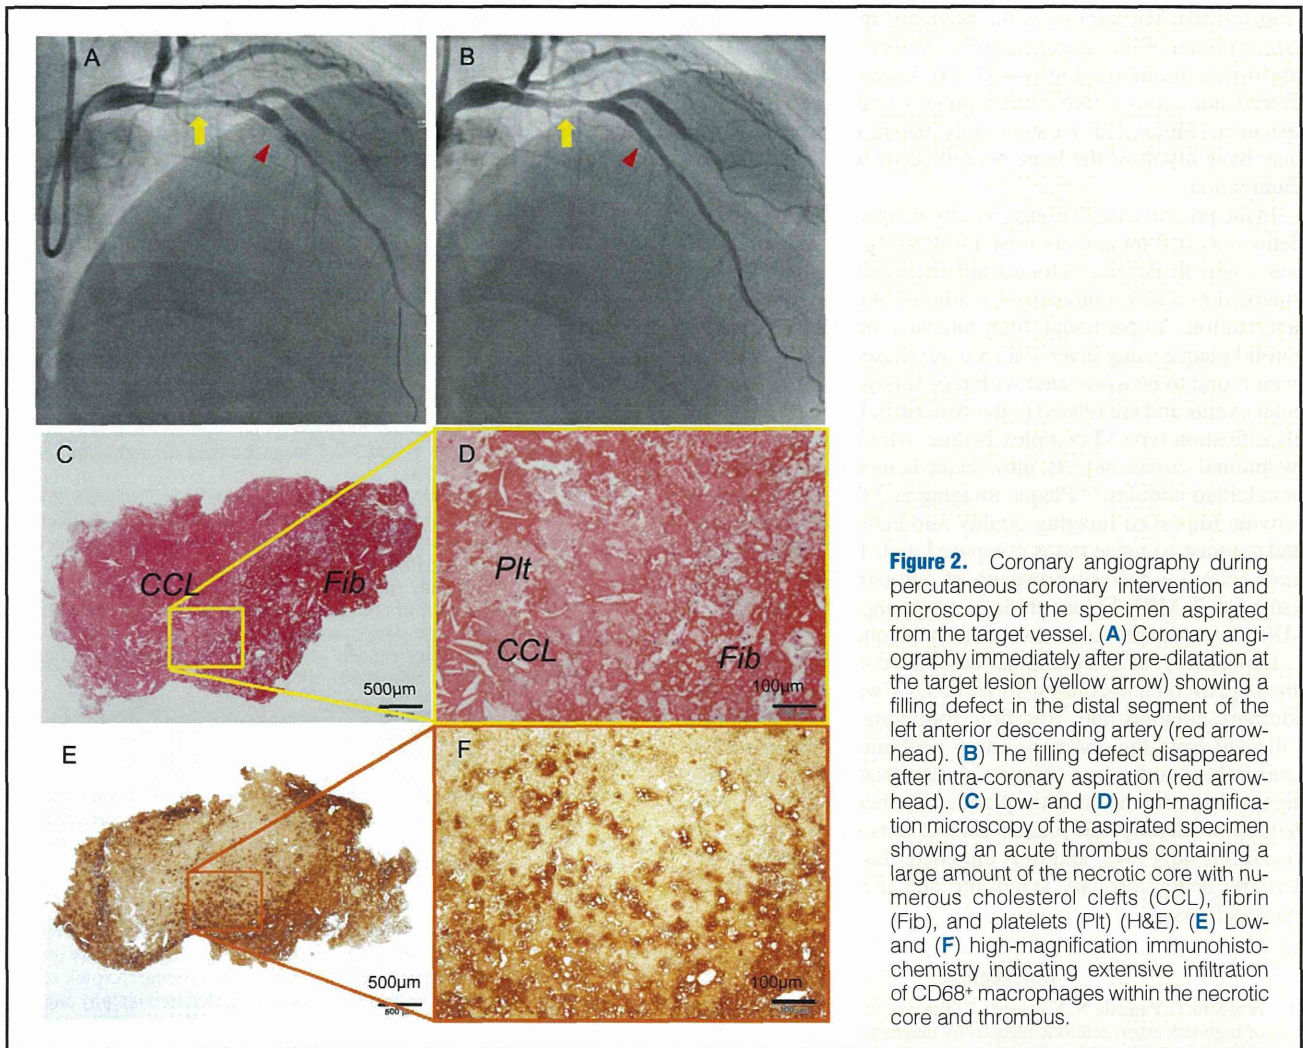 A
B
C
D
CCL
Fib
Plt
CCL
Fib
500μm
100μm
E
F
500μm
100μm
Figure 2. Coronary angiography during
percutaneous coronary intervention and
microscopy of the specimen aspirated
from the target vessel. (A) Coronary angi-
ography immediately after pre-dilatation at
the target lesion (yellow arrow) showing a
filling defect in the distal segment of the
left anterior descending artery (red arrow-
head). (B) The filling defect disappeared
after intra-coronary aspiration (red arrow-
head). (C) Low- and (D) high-magnifica-
tion microscopy of the aspirated specimen
showing an acute thrombus containing a
large amount of the necrotic core with nu-
merous cholesterol clefts (CCL), fibrin
(Fib), and platelets (Plt) (H&E). (E) Low-
and (F) high-magnification immunohisto-
chemistry indicating extensive infiltration
of CD68+ macrophages within the necrotic
core and thrombus.